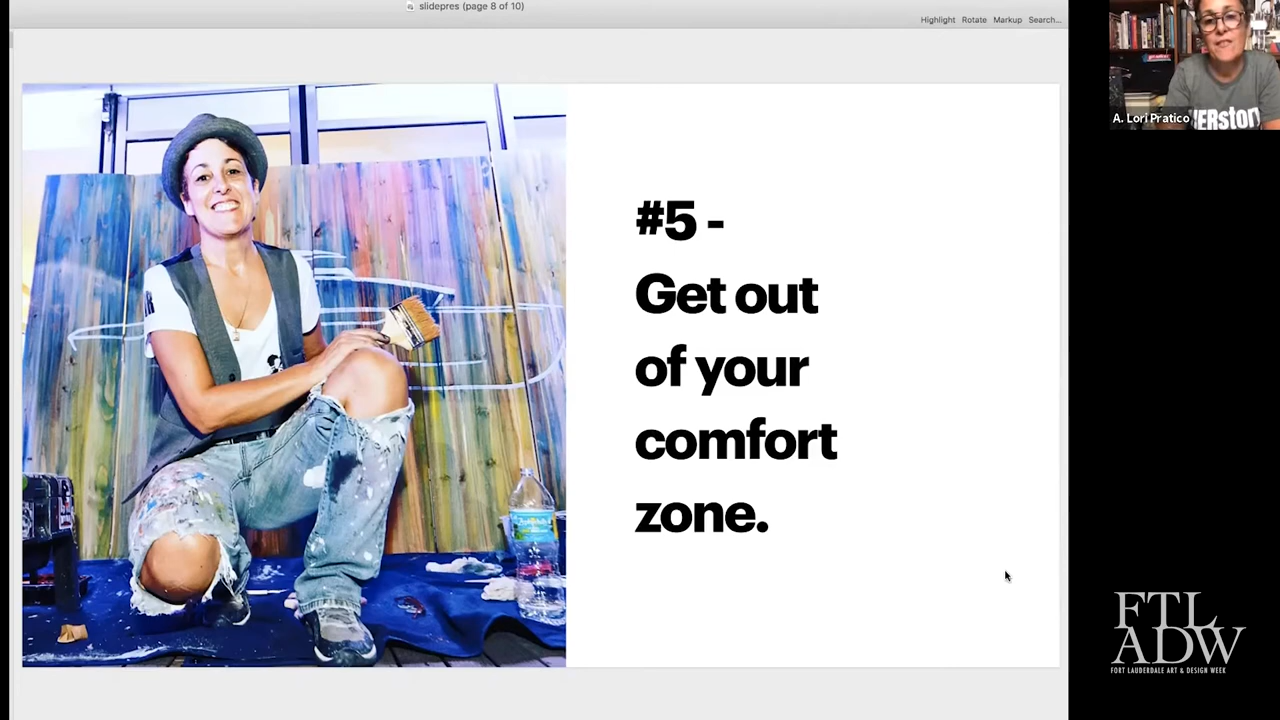 slidepres (page 8 of 10)
Highlight Rotate Markup Search...
A. Lori Pratico
ERstory
#5 -
Get out
of your
comfort
zone.
FTL
ADW
FORT LAUDERDALE ART & DESIGN WEEK